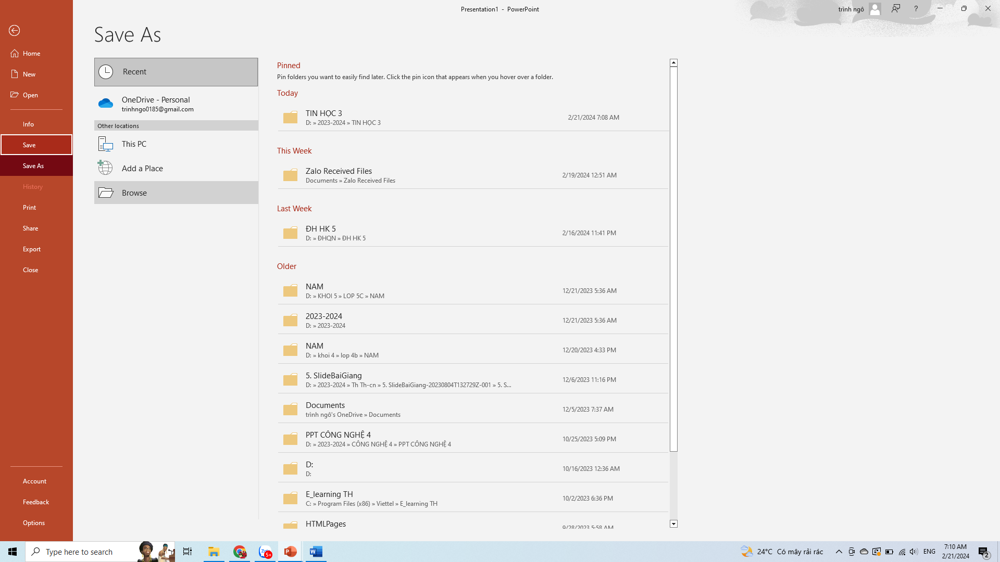 Presentation1 - PowerPoint
trình ngô
?
Save As
Home
New
Open
Info
Save
Save As
History
Print
Share
Export
Close
Account
Feedback
Options
Recent
OneDrive - Personal
trinhngo0185@gmail.com
Other locations
This PC
Add a Place
Browse
Pinned
Pin folders you want to easily find later. Click the pin icon that appears when you hover over a folder.
Today
TIN HỌC 3
D: » 2023-2024 » TIN HỌC 3
2/21/2024 7:08 AM
This Week
Zalo Received Files
Documents » Zalo Received Files
2/19/2024 12:51 AM
Last Week
ĐH HK 5
D: » ĐHQN » ĐH HK 5
2/16/2024 11:41 PM
Older
NAM
D: » KHOI 5 » LOP 5C » NAM
12/21/2023 5:36 AM
2023-2024
D: » 2023-2024
12/21/2023 5:36 AM
NAM
D: » khoi 4 » lop 4b » NAM
12/20/2023 4:33 PM
5. SlideBaiGiang
D: » 2023-2024 » Th Th-cn » 5. SlideBaiGiang-20230804T132729Z-001 » 5. S...
12/6/2023 11:16 PM
Documents
trình ngô's OneDrive » Documents
12/5/2023 7:37 AM
PPT CÔNG NGHỆ 4
D: » 2023-2024 » CÔNG NGHỆ 4 » PPT CÔNG NGHỆ 4
10/25/2023 5:09 PM
D:
D:
10/16/2023 12:36 AM
E_learning TH
C: » Program Files (x86) » Viettel » E_learning TH
10/2/2023 6:36 PM
HTMLPages
9/28/2023 5:58 AM
Type here to search
Zalo
5+
P
W
24°C Có mây rải rác
ENG
7:10 AM
2/21/2024
2